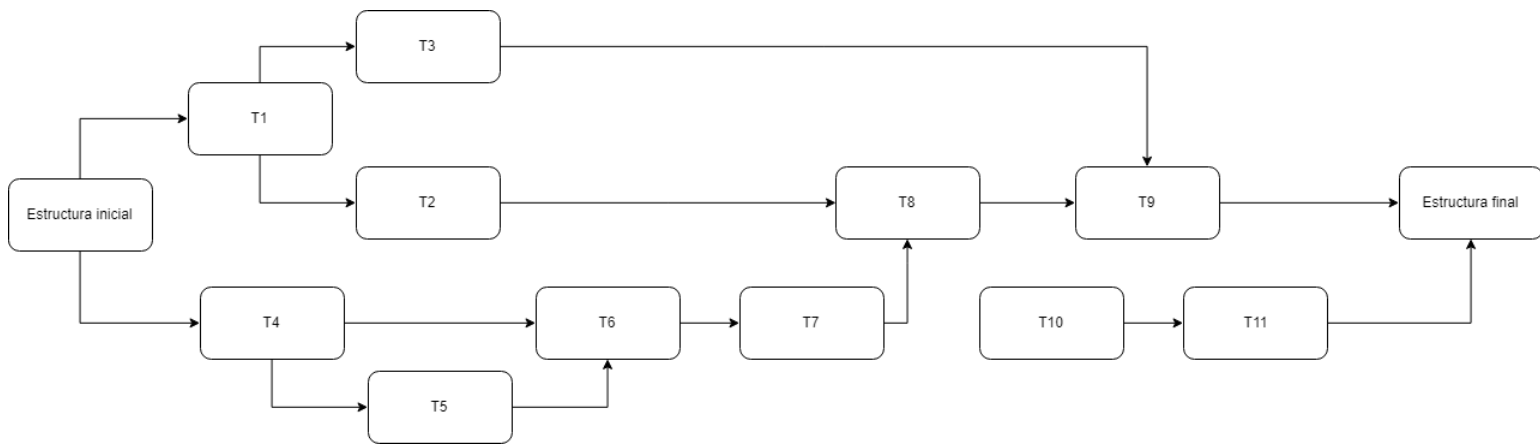 T3
T1
Estructura inicial
T2
T8
T9
Estructura final
T4
T6
T7
T10
T11
T5